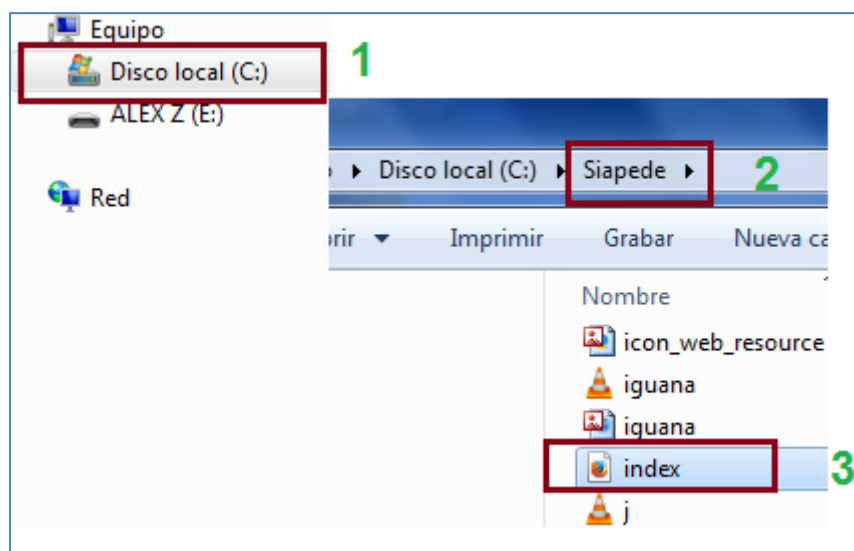 Equipo
Disco local (C:)
1
ALEX Z (E:)
Red
Disco local (C:) Siapede
2
Imprimir Grabar
Nombre
icon_web_resource
iguana
iguana
index
3
j